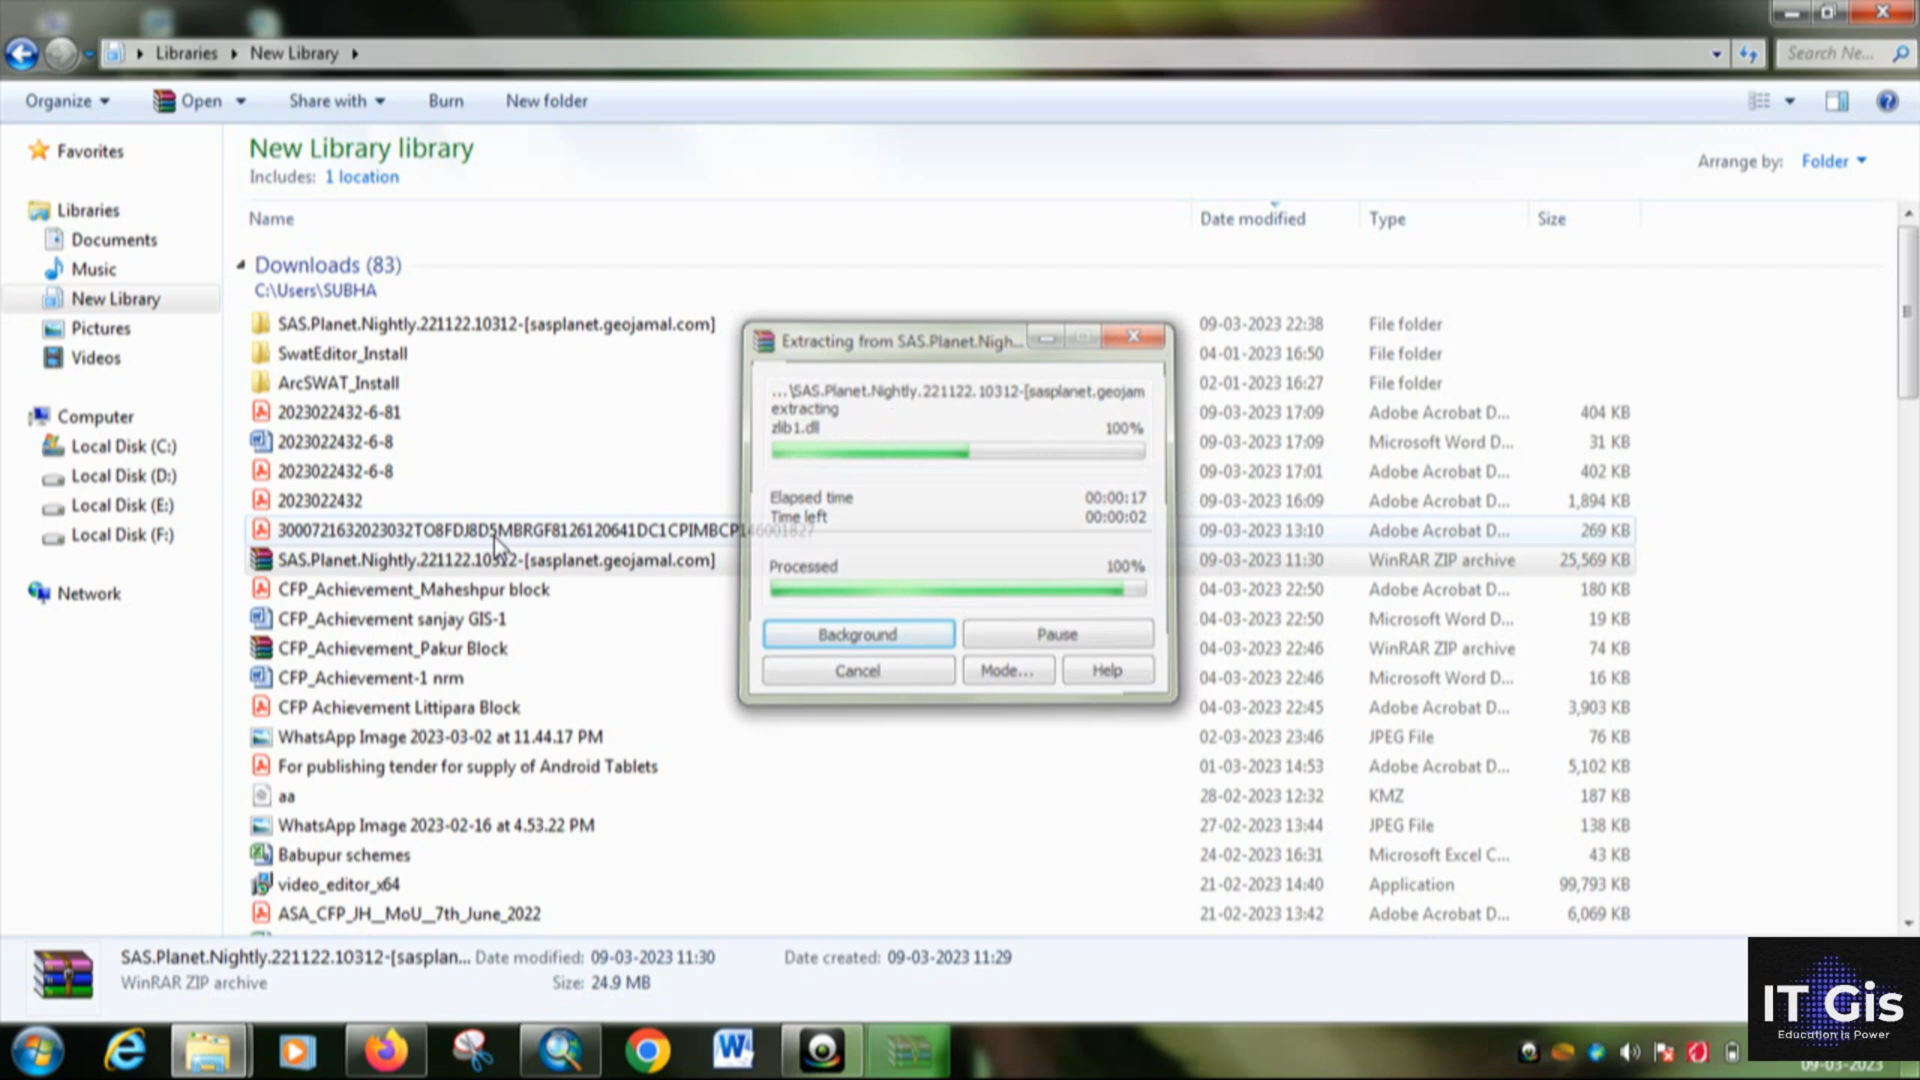 Libraries New Library
Search Ne...
Organize Open Share with Burn New folder
Favorites
Libraries
Documents
Music
New Library
Pictures
Videos
Computer
Local Disk (C:)
Local Disk (D:)
Local Disk (E:)
Local Disk (F:)
Network
New Library library
Includes: 1 location
Arrange by: Folder
Name Date modified Type Size
Downloads (83)
C:\Users\SUBHA
SAS.Planet.Nightly.221122.10312-[sasplanet.geojamal.com] 09-03-2023 22:38 File folder
SwatEditor_Install 04-01-2023 16:50 File folder
ArcSWAT_Install 02-01-2023 16:27 File folder
2023022432-6-81 09-03-2023 17:09 Adobe Acrobat D... 404 KB
2023022432-6-8 09-03-2023 17:09 Microsoft Word D... 31 KB
2023022432-6-8 09-03-2023 17:01 Adobe Acrobat D... 402 KB
2023022432 09-03-2023 16:09 Adobe Acrobat D... 1,894 KB
3000721632023032TO8FDJ8D5MBRGF8126120641DC1CPIMBCP146001827 09-03-2023 13:10 Adobe Acrobat D... 269 KB
SAS.Planet.Nightly.221122.10312-[sasplanet.geojamal.com] 09-03-2023 11:30 WinRAR ZIP archive 25,569 KB
CFP_Achievement_Maheshpur block 04-03-2023 22:50 Adobe Acrobat D... 180 KB
CFP_Achievement sanjay GIS-1 04-03-2023 22:50 Microsoft Word D... 19 KB
CFP_Achievement_Pakur Block 04-03-2023 22:46 WinRAR ZIP archive 74 KB
CFP_Achievement-1 nrm 04-03-2023 22:46 Microsoft Word D... 16 KB
CFP Achievement Littipara Block 04-03-2023 22:45 Adobe Acrobat D... 3,903 KB
WhatsApp Image 2023-03-02 at 11.44.17 PM 02-03-2023 23:46 JPEG File 76 KB
For publishing tender for supply of Android Tablets 01-03-2023 14:53 Adobe Acrobat D... 5,102 KB
aa 28-02-2023 12:32 KMZ 187 KB
WhatsApp Image 2023-02-16 at 4.53.22 PM 27-02-2023 13:44 JPEG File 138 KB
Babupur schemes 24-02-2023 16:31 Microsoft Excel C... 43 KB
video_editor_x64 21-02-2023 14:40 Application 99,793 KB
ASA_CFP_JH__MoU__7th_June_2022 21-02-2023 13:42 Adobe Acrobat D... 6,069 KB
Extracting from SAS.Planet.Nigh...
...\SAS.Planet.Nightly.221122.10312-[sasplanet.geojam
extracting
zlib1.dll 100%
Elapsed time 00:00:17
Time left 00:00:02
Processed 100%
Background Pause
Cancel Mode... Help
SAS.Planet.Nightly.221122.10312-[sasplan... Date modified: 09-03-2023 11:30 Date created: 09-03-2023 11:29
WinRAR ZIP archive Size: 24.9 MB
IT Gis
Education is Power
09-03-2023